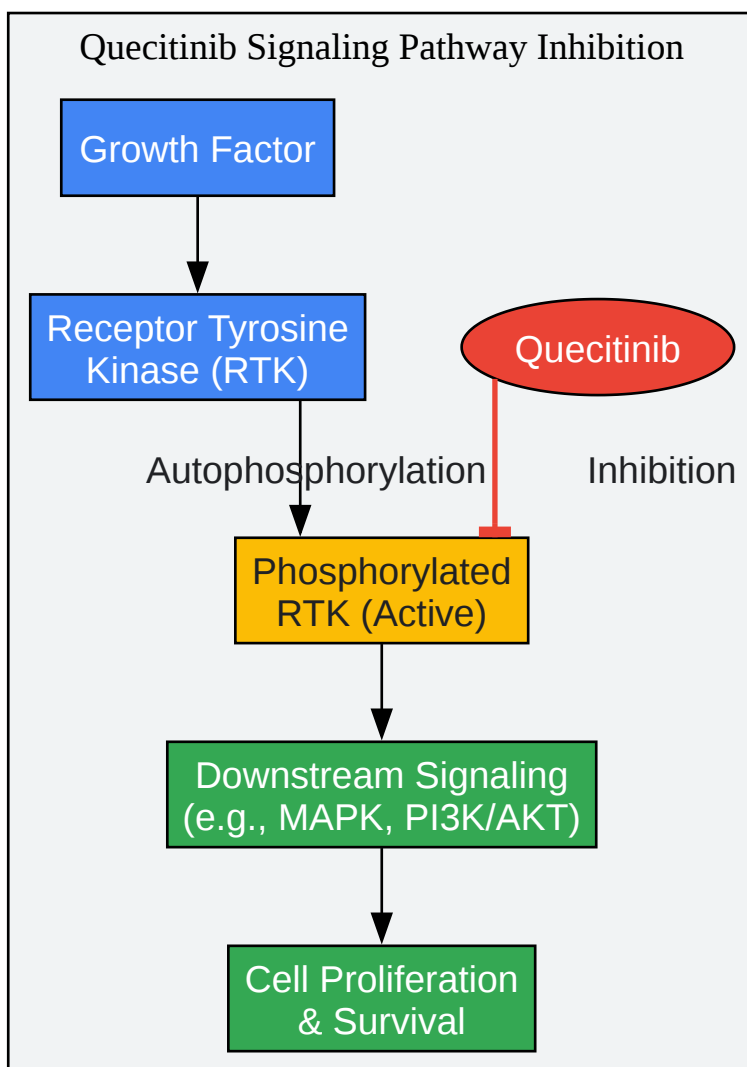 Quecitinib Signaling Pathway Inhibition
Growth Factor
Receptor Tyrosine
Kinase (RTK)
Quecitinib
Autophosphorylation
Inhibition
Phosphorylated
RTK (Active)
Downstream Signaling
(e.g., MAPK, PI3K/AKT)
Cell Proliferation
& Survival